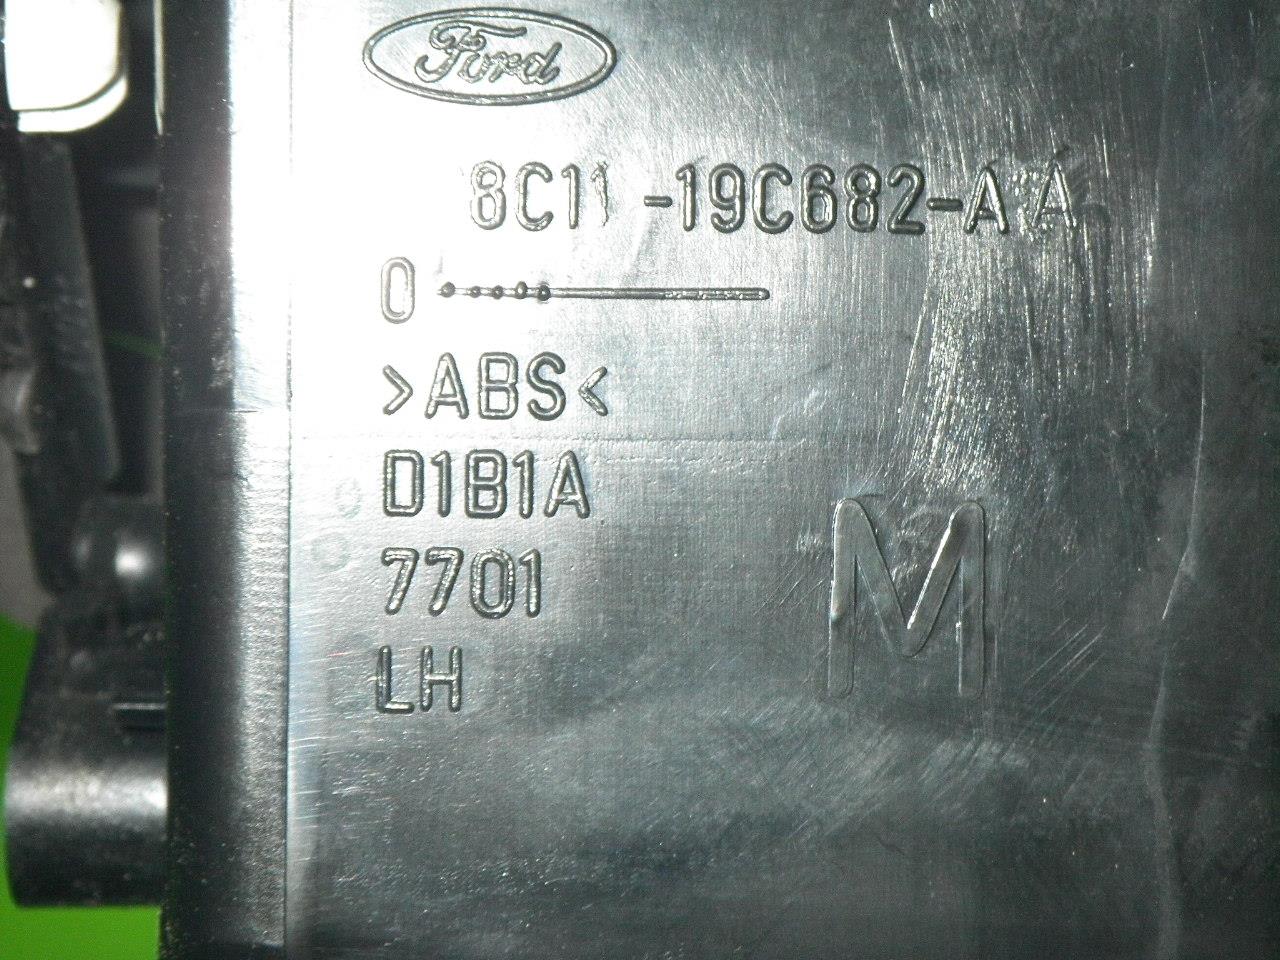 Ford
8C11-19C682-AA
0
>ABS<
D1B1A
7701
LH
M